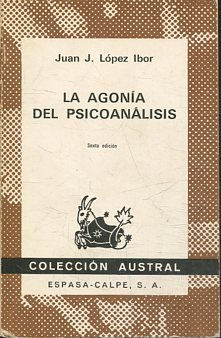 Juan J. López Ibor
LA AGONÍA
DEL PSICOANÁLISIS
Sexta edición
COLECCIÓN AUSTRAL
ESPASA-CALPE, S. A.